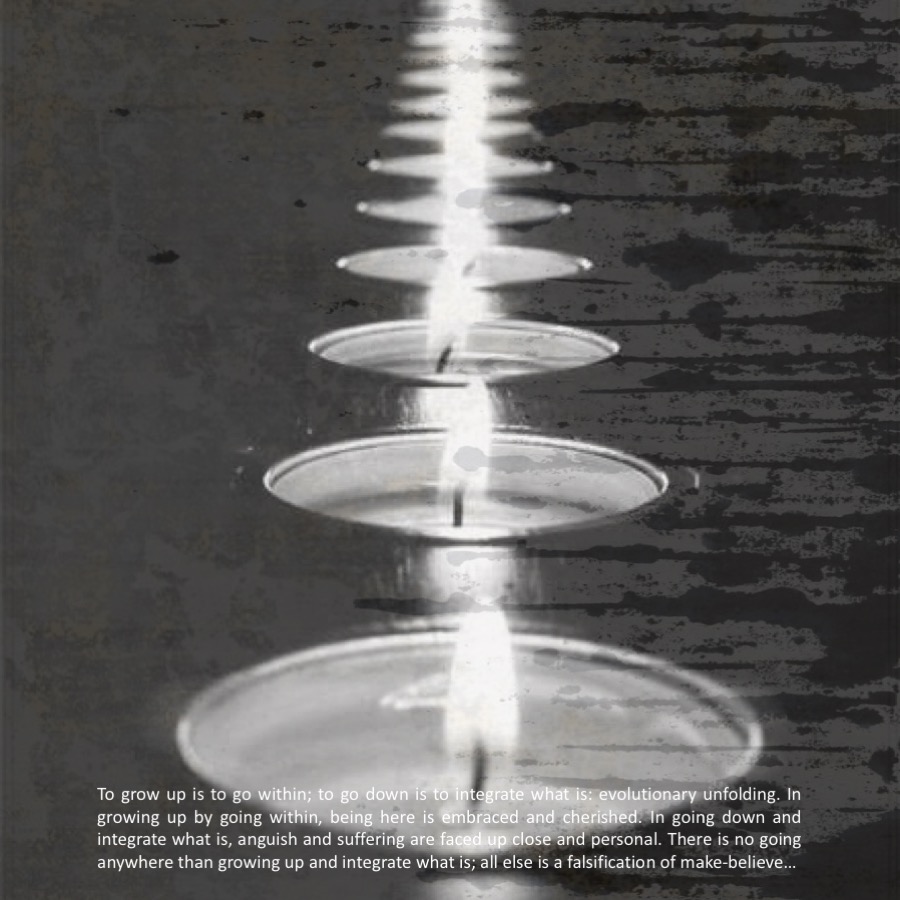 To grow up is to go within; to go down is to integrate what is: evolutionary unfolding. In
growing up by going within, being here is embraced and cherished. In going down and
integrate what is, anguish and suffering are faced up close and personal. There is no going
anywhere than growing up and integrate what is; all else is a falsification of make-believe...